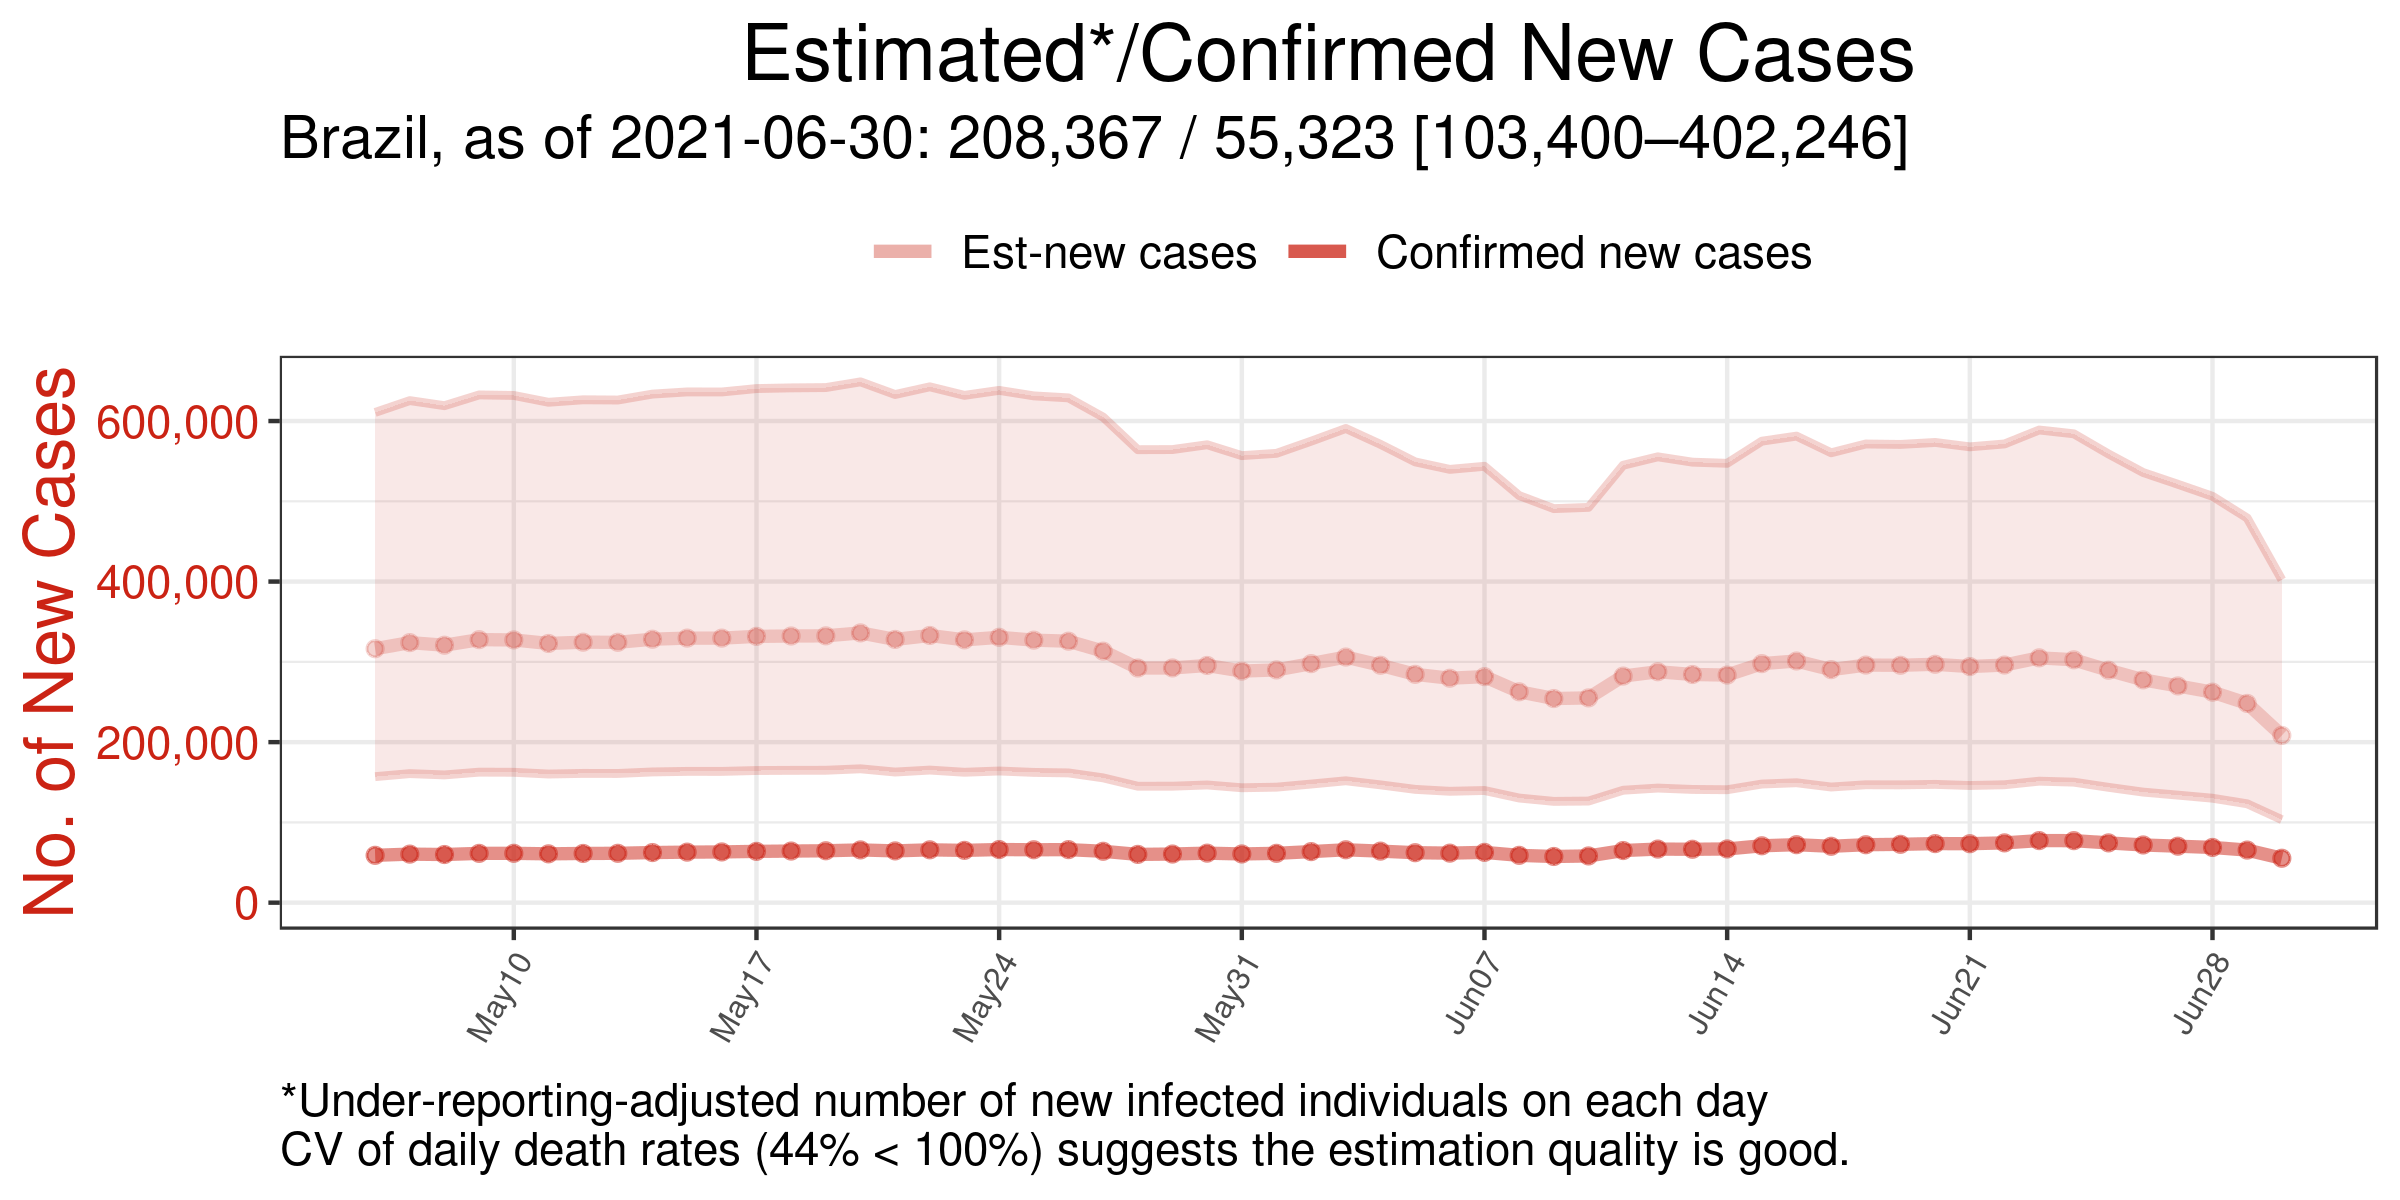 Estimated*/Confirmed New Cases
Brazil, as of 2021-06-30: 208,367 / 55,323 [103,400–402,246]
Est-new cases
Confirmed new cases
No. of New Cases
600,000
400,000
200,000
0
May10
May17
May24
May31
Jun07
Jun14
Jun21
Jun28
*Under-reporting-adjusted number of new infected individuals on each day
CV of daily death rates (44% < 100%) suggests the estimation quality is good.